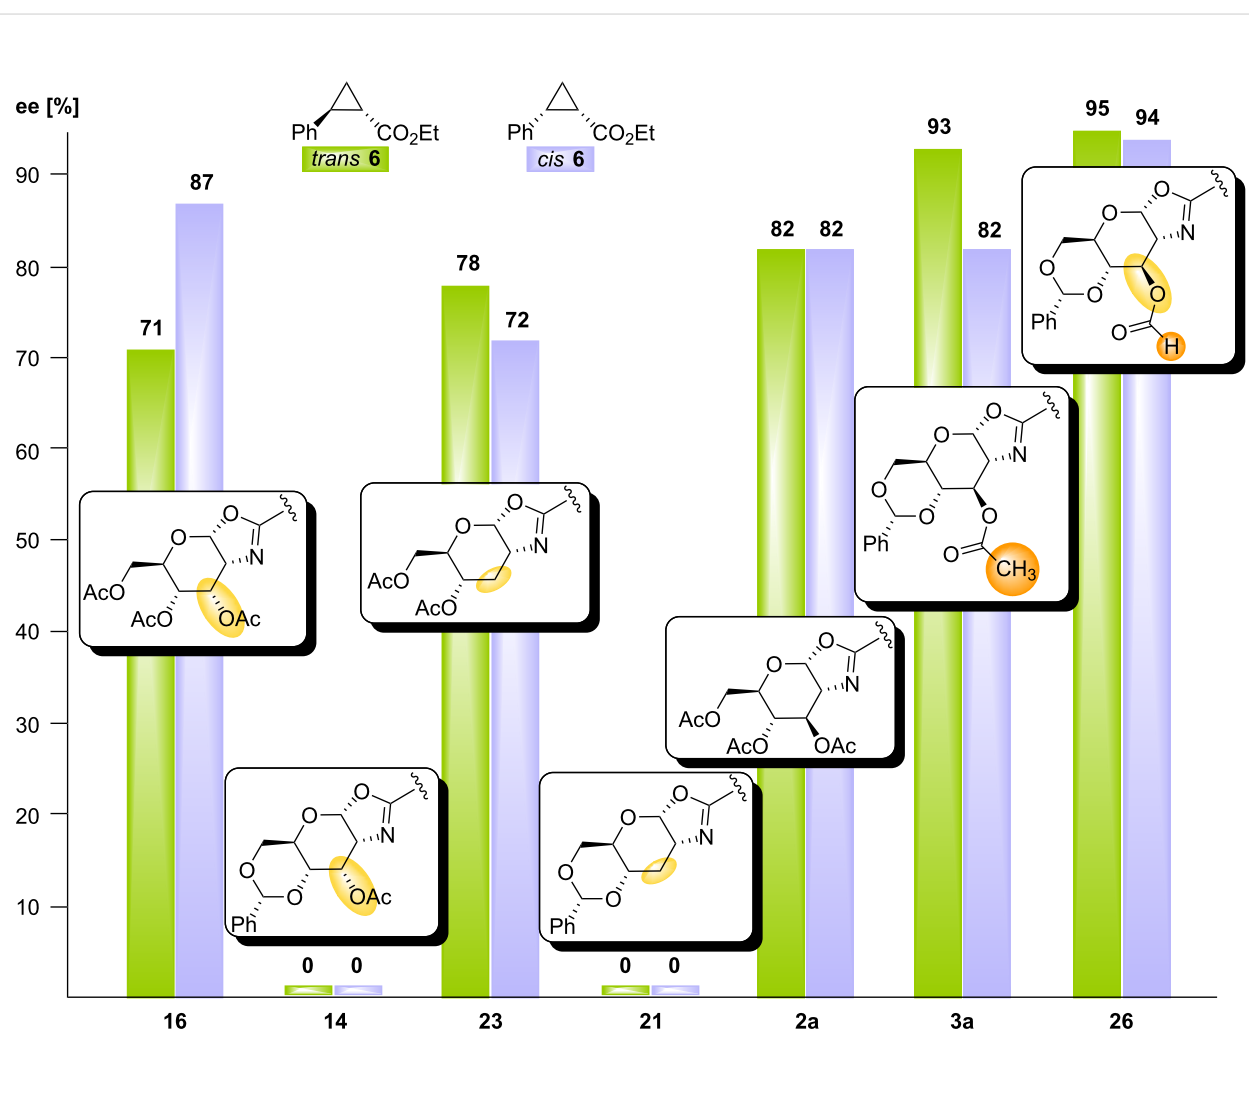 ee [%]
Ph CO₂Et
trans 6
Ph CO₂Et
cis 6
90
80
70
60
50
40
30
20
10
71 87
0 0
78 72
0 0
82 82
93 82
95 94
O O N
AcO
AcO OAc
O O N
O O
Ph OAc
O O N
AcO
AcO
O O N
O O
Ph
O O N
AcO
AcO OAc
O O N
O O O
Ph O CH₃
O O N
O O O
Ph O H
16 14 23 21 2a 3a 26